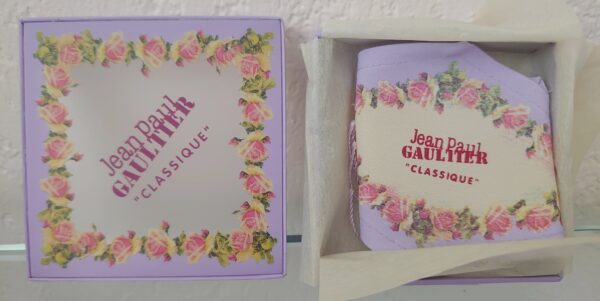 Jean Paul
GAULTIER
"CLASSIQUE"
Jean Paul
GAULTIER
"CLASSIQUE"